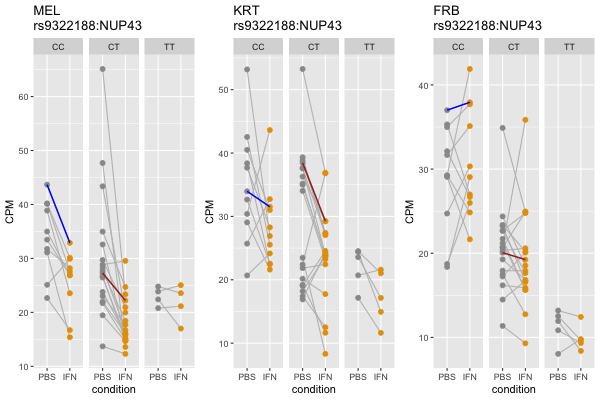 MEL
rs9322188:NUP43
CC CT TT
60
50
40
30
20
10
CPM
PBS IFN PBS IFN PBS IFN
condition
KRT
rs9322188:NUP43
CC CT TT
50
40
30
20
10
CPM
PBS IFN PBS IFN PBS IFN
condition
FRB
rs9322188:NUP43
CC CT TT
40
30
20
10
CPM
PBS IFN PBS IFN PBS IFN
condition